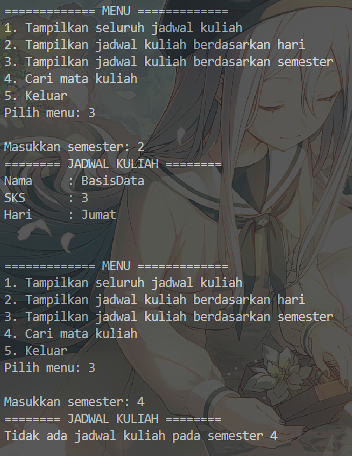 ============= MENU =============
1. Tampilkan seluruh jadwal kuliah
2. Tampilkan jadwal kuliah berdasarkan hari
3. Tampilkan jadwal kuliah berdasarkan semester
4. Cari mata kuliah
5. Keluar
Pilih menu: 3
Masukkan semester: 2
======== JADWAL KULIAH ========
Nama     : BasisData
SKS      : 3
Hari     : Jumat
============= MENU =============
1. Tampilkan seluruh jadwal kuliah
2. Tampilkan jadwal kuliah berdasarkan hari
3. Tampilkan jadwal kuliah berdasarkan semester
4. Cari mata kuliah
5. Keluar
Pilih menu: 3
Masukkan semester: 4
======== JADWAL KULIAH ========
Tidak ada jadwal kuliah pada semester 4